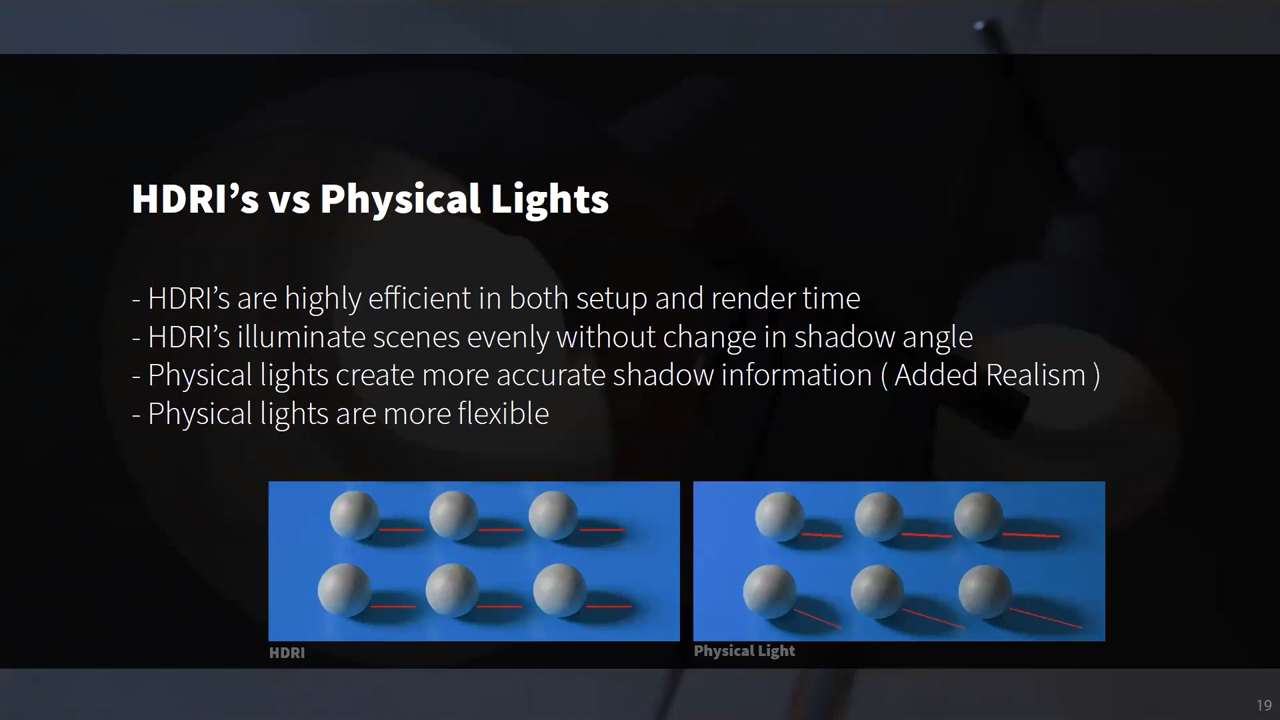 HDRI’s vs Physical Lights
- HDRI’s are highly efficient in both setup and render time
- HDRI’s illuminate scenes evenly without change in shadow angle
- Physical lights create more accurate shadow information ( Added Realism )
- Physical lights are more flexible
HDRI
Physical Light
19